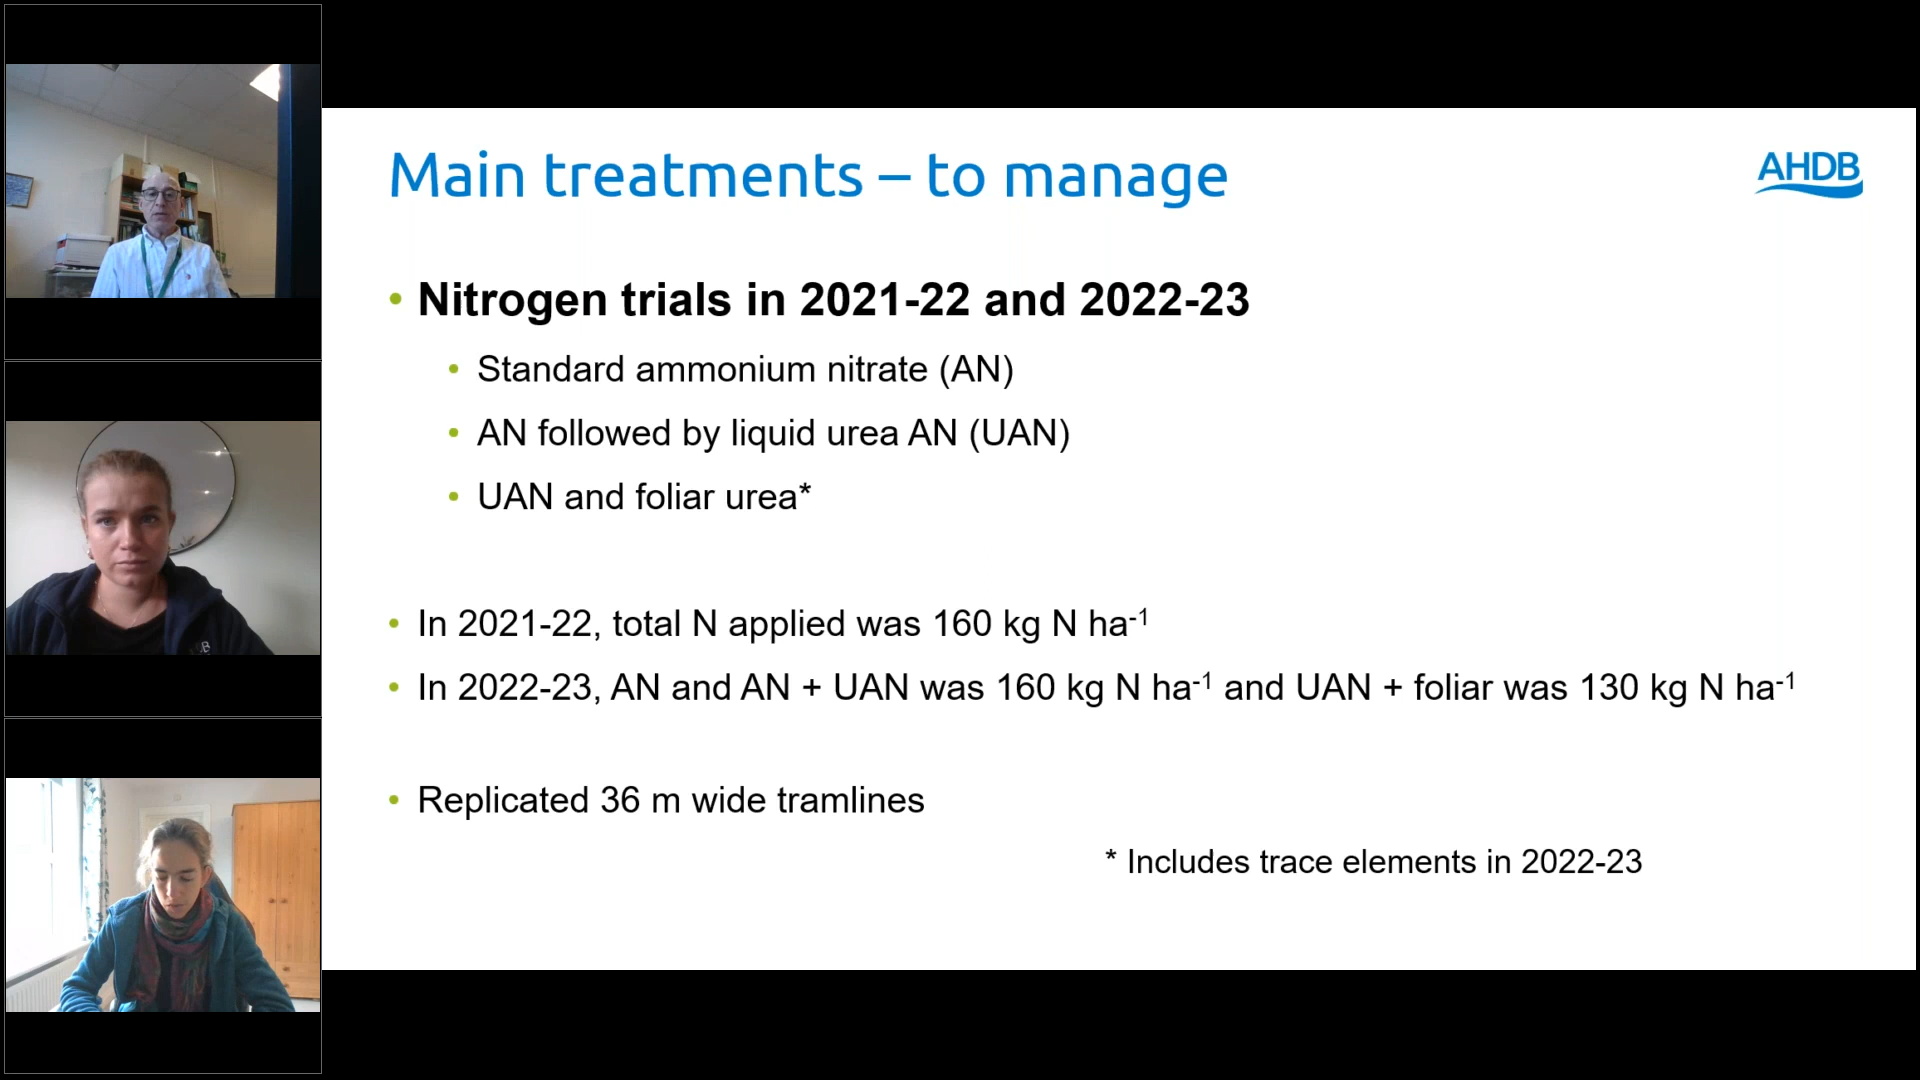 Main treatments – to manage
AHDB
• Nitrogen trials in 2021-22 and 2022-23
• Standard ammonium nitrate (AN)
• AN followed by liquid urea AN (UAN)
• UAN and foliar urea*
• In 2021-22, total N applied was 160 kg N ha⁻¹
• In 2022-23, AN and AN + UAN was 160 kg N ha⁻¹ and UAN + foliar was 130 kg N ha⁻¹
• Replicated 36 m wide tramlines
* Includes trace elements in 2022-23